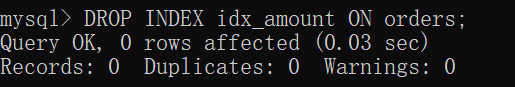 mysql> DROP INDEX idx_amount ON orders;
Query OK, 0 rows affected (0.03 sec)
Records: 0  Duplicates: 0  Warnings: 0